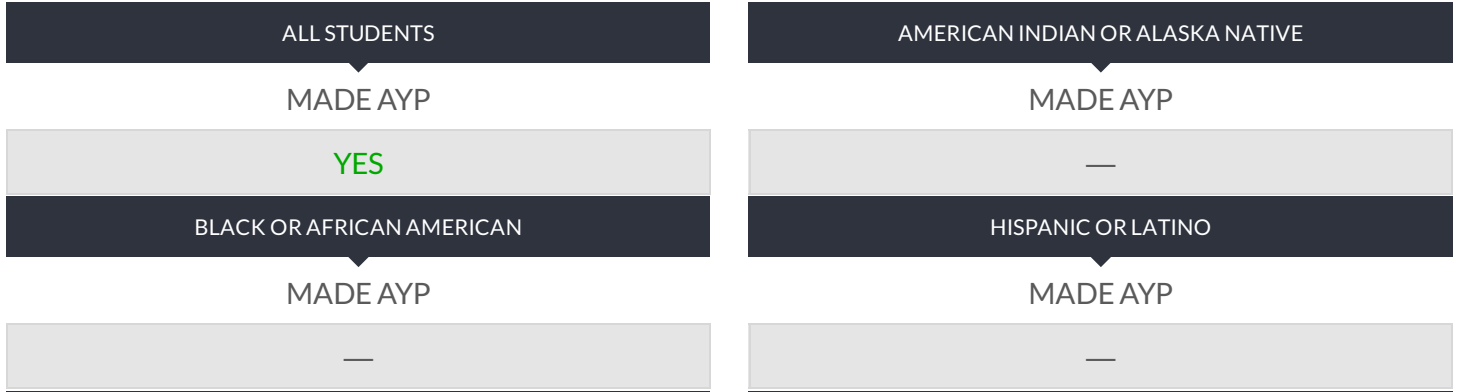 ALL STUDENTS
MADE AYP
YES
AMERICAN INDIAN OR ALASKA NATIVE
MADE AYP
—
BLACK OR AFRICAN AMERICAN
MADE AYP
—
HISPANIC OR LATINO
MADE AYP
—